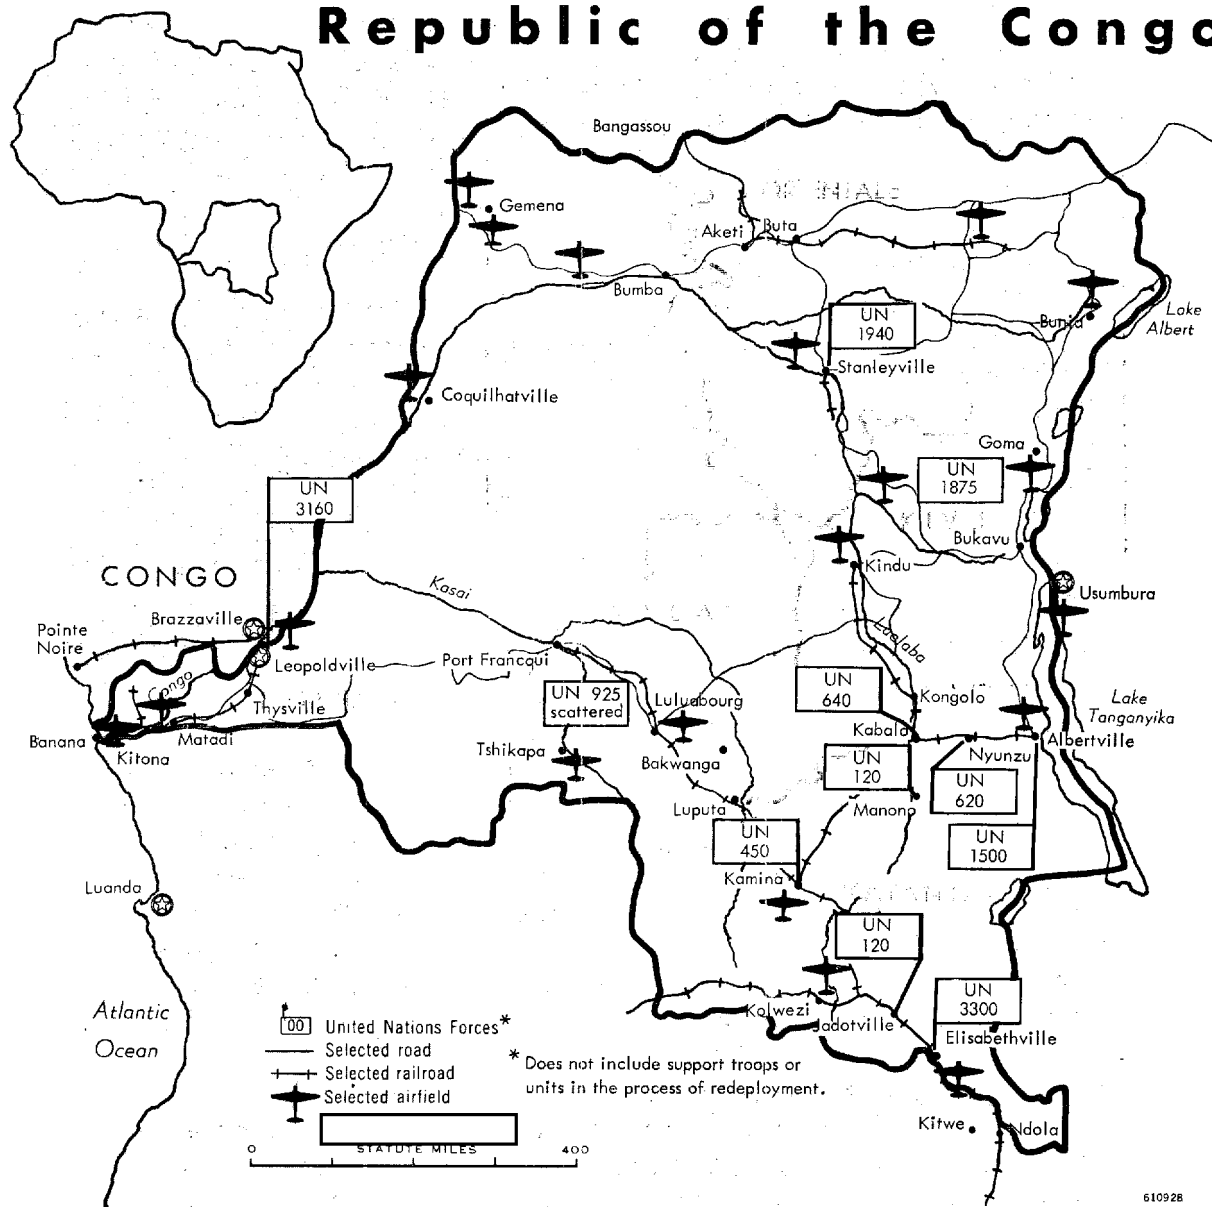 Republic of the Congo
Bangassou
Gemena
Aketi
Buta
Bumba
Bunia
Lake
Albert
UN
1940
Stanleyville
Coquilhatville
Goma
UN
1875
UN
3160
Bukavu
Kindu
CONGO
Kasai
Usumbura
Brazzaville
Pointe
Noire
Leopoldville
Port Francqui
Lualaba
Congo
UN 925
scattered
Luluabourg
UN
640
Kongolo
Lake
Tanganyika
Thysville
Matadi
Banana
Kitona
Tshikapa
Bakwanga
Kabala
Nyunzu
Albertville
UN
120
UN
620
Luputa
Manono
UN
450
UN
1500
Kamina
Luanda
UN
120
UN
3300
Kolwezi
Jadotville
Elisabethville
Atlantic
Ocean
00 United Nations Forces*
Selected road
Selected railroad
Selected airfield
* Does not include support troops or
units in the process of redeployment.
STATUTE MILES
0 400
Kitwe
Ndola
610928